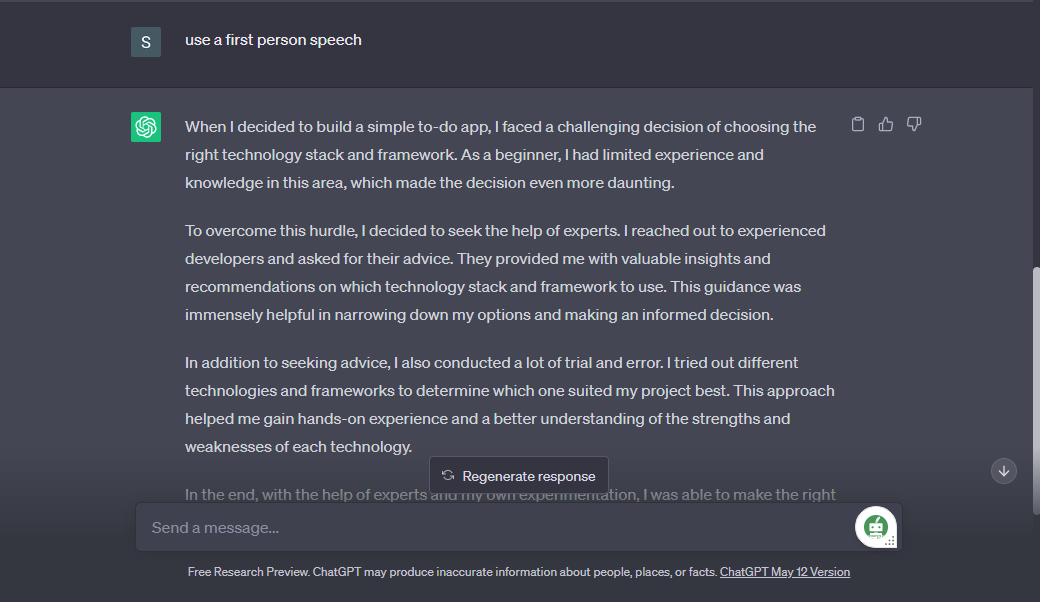 S
use a first person speech
When I decided to build a simple to-do app, I faced a challenging decision of choosing the
right technology stack and framework. As a beginner, I had limited experience and
knowledge in this area, which made the decision even more daunting.
To overcome this hurdle, I decided to seek the help of experts. I reached out to experienced
developers and asked for their advice. They provided me with valuable insights and
recommendations on which technology stack and framework to use. This guidance was
immensely helpful in narrowing down my options and making an informed decision.
In addition to seeking advice, I also conducted a lot of trial and error. I tried out different
technologies and frameworks to determine which one suited my project best. This approach
helped me gain hands-on experience and a better understanding of the strengths and
weaknesses of each technology.
Regenerate response
In the end, with the help of experts and my own experimentation, I was able to make the right
Send a message...
Free Research Preview. ChatGPT may produce inaccurate information about people, places, or facts. ChatGPT May 12 Version